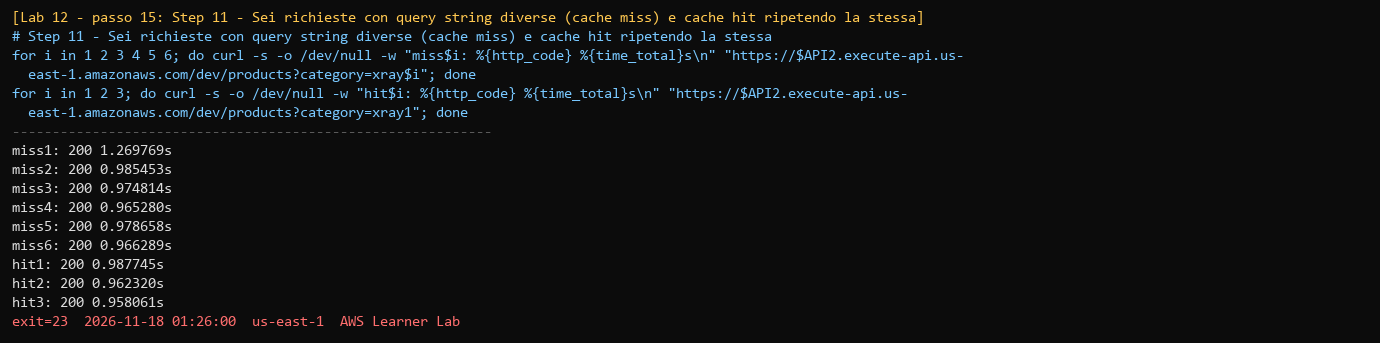 [Lab 12 - passo 15: Step 11 - Sei richieste con query string diverse (cache miss) e cache hit ripetendo la stessa]
# Step 11 - Sei richieste con query string diverse (cache miss) e cache hit ripetendo la stessa
for i in 1 2 3 4 5 6; do curl -s -o /dev/null -w "miss$i: %{http_code} %{time_total}s\n" "https://$API2.execute-api.us-
east-1.amazonaws.com/dev/products?category=xray$i"; done
for i in 1 2 3; do curl -s -o /dev/null -w "hit$i: %{http_code} %{time_total}s\n" "https://$API2.execute-api.us-
east-1.amazonaws.com/dev/products?category=xray1"; done
------------------------------------------------------------
miss1: 200 1.269769s
miss2: 200 0.985453s
miss3: 200 0.974814s
miss4: 200 0.965280s
miss5: 200 0.978658s
miss6: 200 0.966289s
hit1: 200 0.987745s
hit2: 200 0.962320s
hit3: 200 0.958061s
exit=23  2026-11-18 01:26:00  us-east-1  AWS Learner Lab